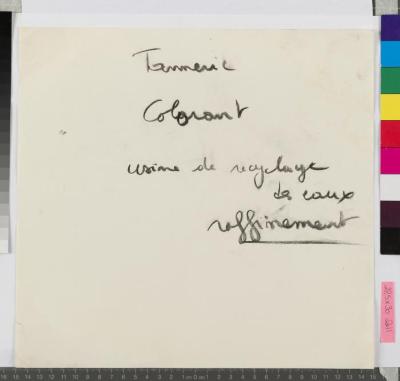 Tannerie
Colorant
usine de recyclage
des eaux
raffinement